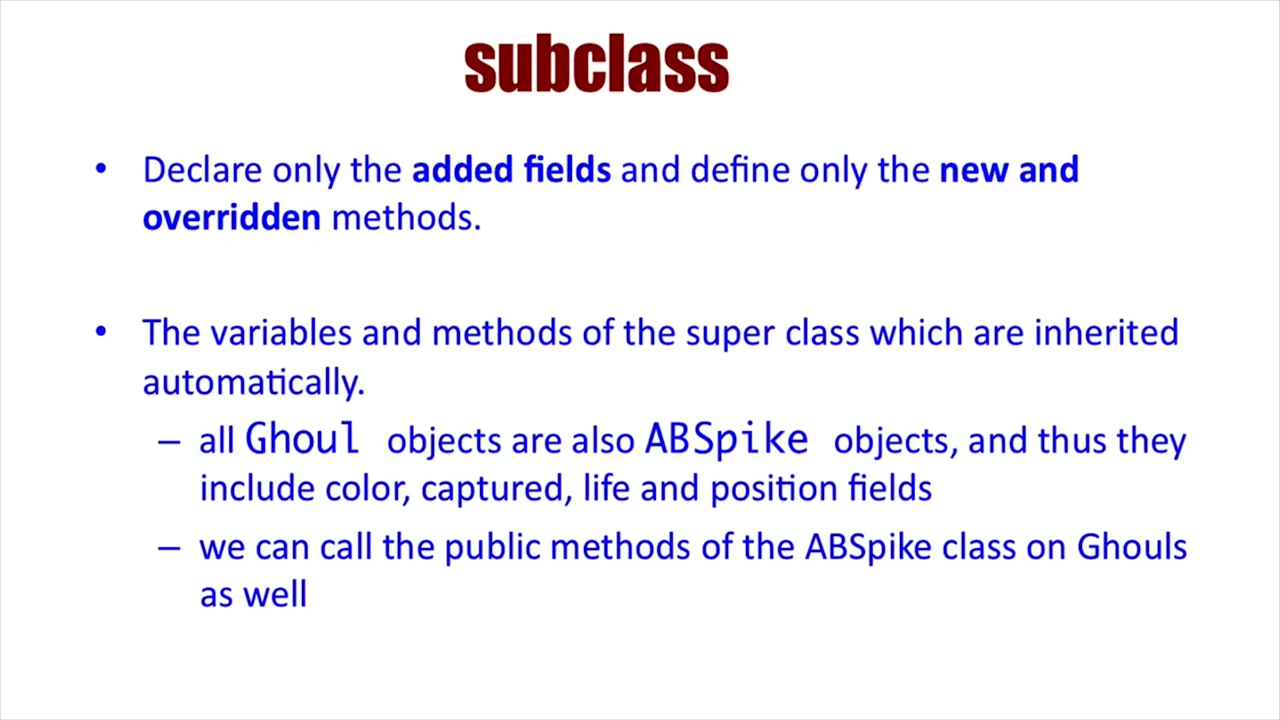 subclass
• Declare only the added fields and define only the new and
overridden methods.
• The variables and methods of the super class which are inherited
automatically.
– all Ghoul objects are also ABSpike objects, and thus they
include color, captured, life and position fields
– we can call the public methods of the ABSpike class on Ghouls
as well